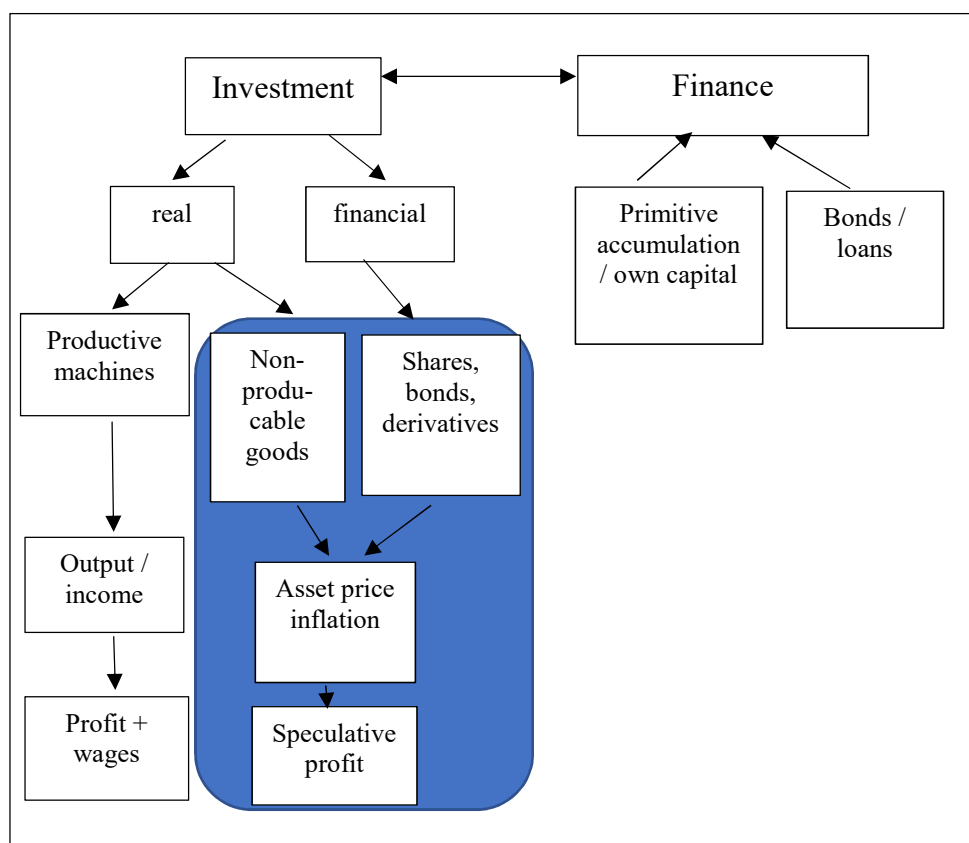 Investment
Finance
real
financial
Primitive
accumulation
/ own capital
Bonds /
loans
Productive
machines
Non-
produ-
cable
goods
Shares,
bonds,
derivatives
Output /
income
Asset price
inflation
Profit +
wages
Speculative
profit